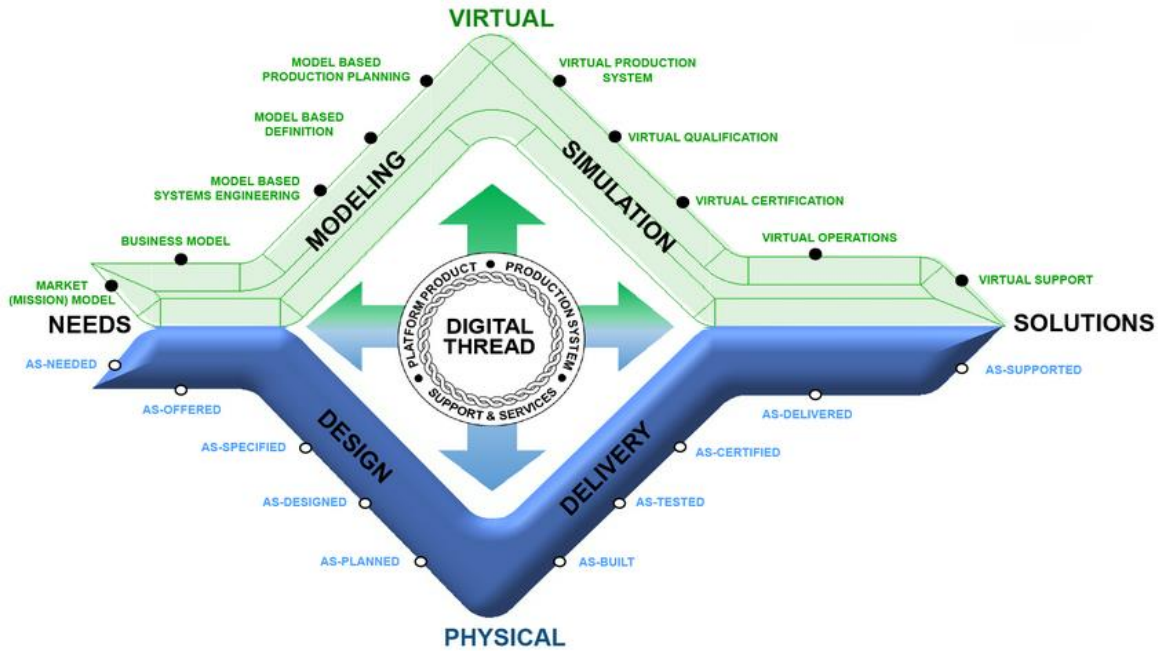 VIRTUAL
MODEL BASED
PRODUCTION PLANNING
VIRTUAL PRODUCTION
SYSTEM
MODEL BASED
DEFINITION
VIRTUAL QUALIFICATION
MODEL BASED
SYSTEMS ENGINEERING
MODELING
SIMULATION
VIRTUAL CERTIFICATION
BUSINESS MODEL
VIRTUAL OPERATIONS
MARKET
(MISSION) MODEL
VIRTUAL SUPPORT
NEEDS
PLATFORM PRODUCT • PRODUCTION SYSTEM • SUPPORT & SERVICES •
DIGITAL
THREAD
SOLUTIONS
AS-NEEDED
AS-SUPPORTED
AS-OFFERED
AS-DELIVERED
AS-SPECIFIED
DESIGN
DELIVERY
AS-CERTIFIED
AS-DESIGNED
AS-TESTED
AS-PLANNED
AS-BUILT
PHYSICAL